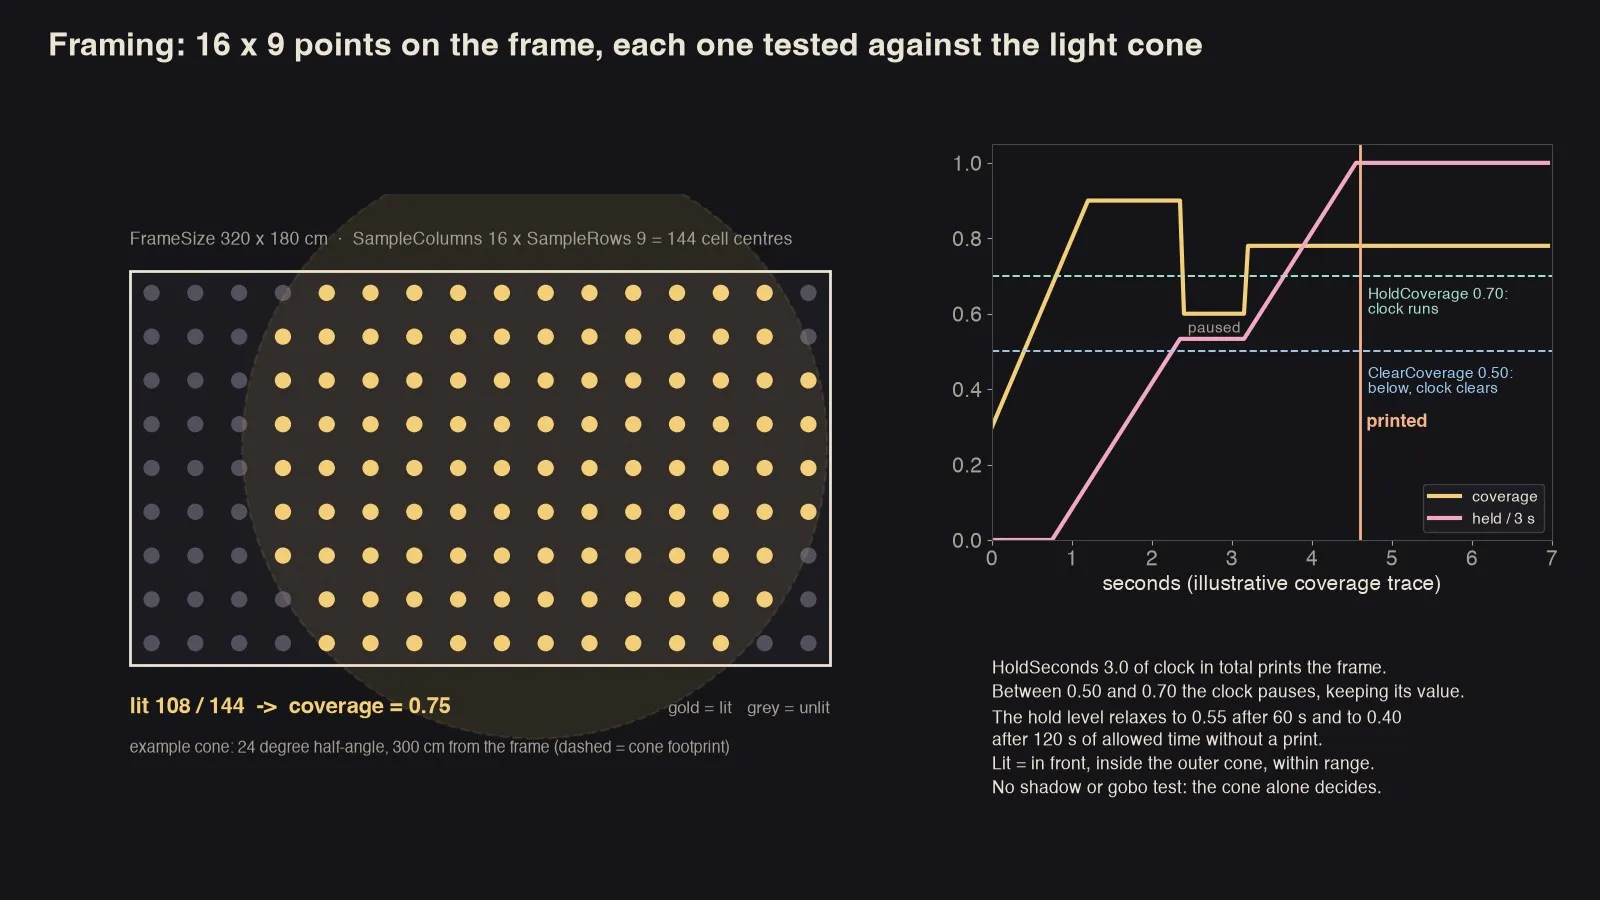 Framing: 16 x 9 points on the frame, each one tested against the light cone
FrameSize 320 x 180 cm · SampleColumns 16 x SampleRows 9 = 144 cell centres
lit 108 / 144 -> coverage = 0.75
gold = lit grey = unlit
example cone: 24 degree half-angle, 300 cm from the frame (dashed = cone footprint)
1.0
0.8
0.6
0.4
0.2
0.0
0 1 2 3 4 5 6 7
paused
HoldCoverage 0.70:
clock runs
ClearCoverage 0.50:
below, clock clears
printed
coverage
held / 3 s
seconds (illustrative coverage trace)
HoldSeconds 3.0 of clock in total prints the frame.
Between 0.50 and 0.70 the clock pauses, keeping its value.
The hold level relaxes to 0.55 after 60 s and to 0.40
after 120 s of allowed time without a print.
Lit = in front, inside the outer cone, within range.
No shadow or gobo test: the cone alone decides.